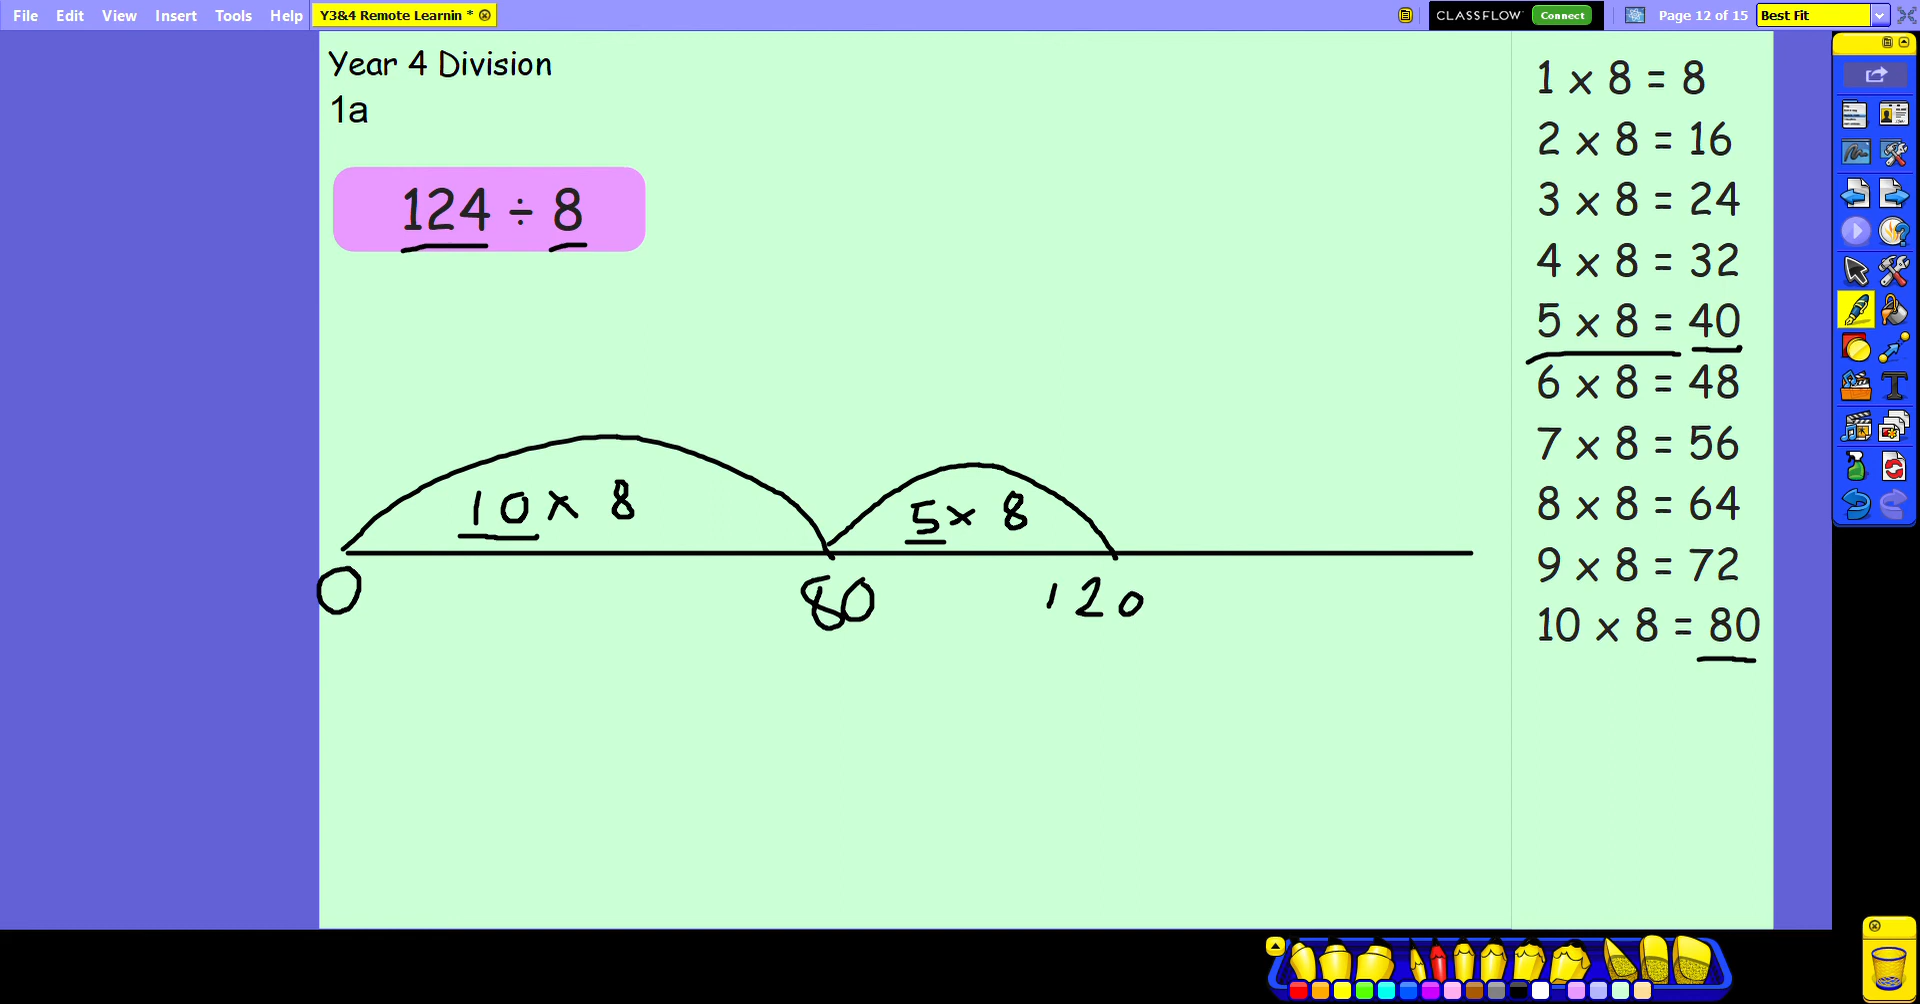 File Edit View Insert Tools Help Y3&4 Remote Learnin * CLASSFLOW Connect Page 12 of 15 Best Fit
Year 4 Division
1a
124 ÷ 8
10 x 8
5 x 8
0 80 120
1 x 8 = 8
2 x 8 = 16
3 x 8 = 24
4 x 8 = 32
5 x 8 = 40
6 x 8 = 48
7 x 8 = 56
8 x 8 = 64
9 x 8 = 72
10 x 8 = 80